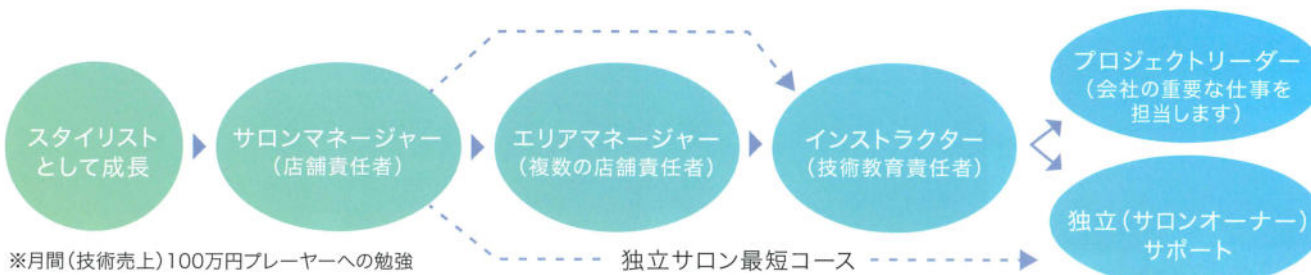 スタイリスト
として成長
サロンマネージャー
(店舗責任者)
エリアマネージャー
(複数の店舗責任者)
インストラクター
(技術教育責任者)
プロジェクトリーダー
(会社の重要な仕事を
担当します)
独立(サロンオーナー)
サポート
※月間(技術売上)100万円プレーヤーへの勉強
独立サロン最短コース